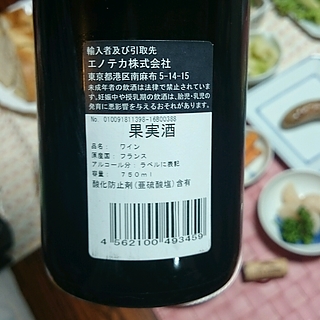 輸入者及び引取先
エノテカ株式会社
東京都港区南麻布 5-14-15
未成年者の飲酒は法律で禁止されていま
す。妊娠中や授乳期の飲酒は、胎児・乳児の
発育に悪影響を与えるおそれがあります。
No 010091811398-16B00388
果実酒
品名: ワイン
原産国: フランス
アルコール分: ラベルに表記
容量: 750ml
酸化防止剤(亜硫酸塩)含有
4 562100 493459